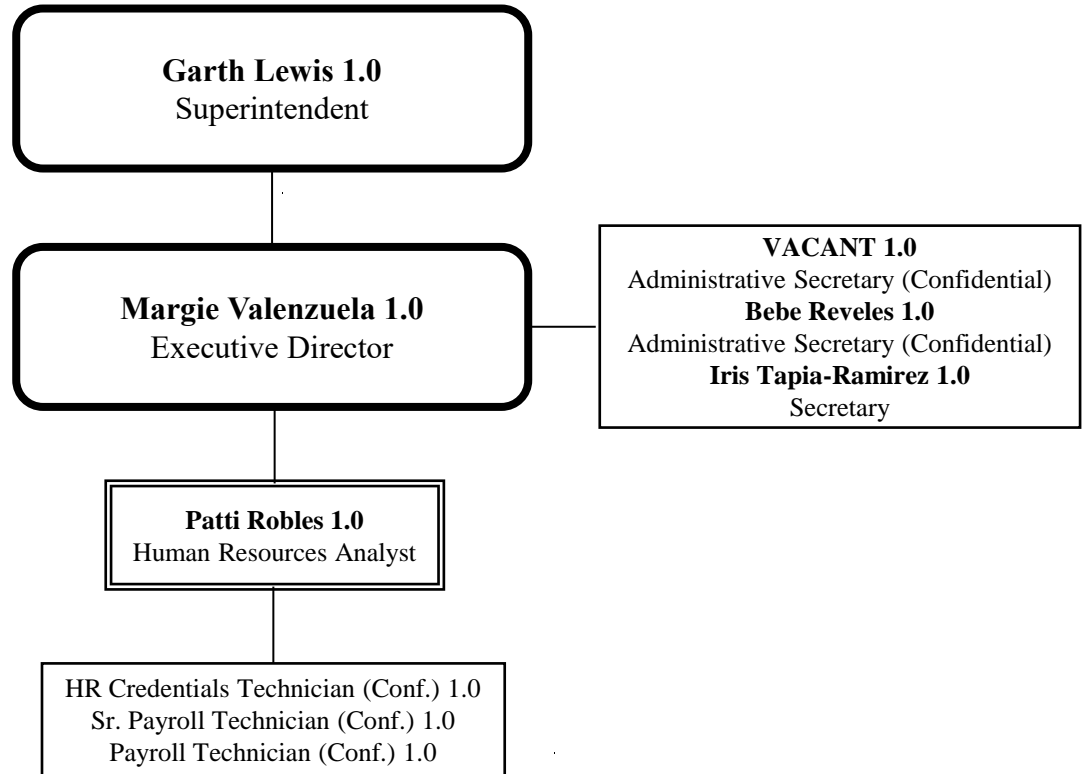 Garth Lewis 1.0
Superintendent
Margie Valenzuela 1.0
Executive Director
VACANT 1.0
Administrative Secretary (Confidential)
Bebe Reveles 1.0
Administrative Secretary (Confidential)
Iris Tapia-Ramirez 1.0
Secretary
Patti Robles 1.0
Human Resources Analyst
HR Credentials Technician (Conf.) 1.0
Sr. Payroll Technician (Conf.) 1.0
Payroll Technician (Conf.) 1.0